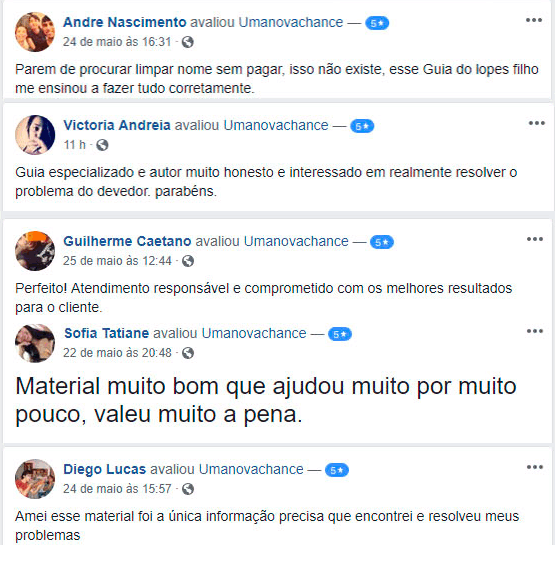 Andre Nascimento avaliou Umanovachance — 5★
24 de maio às 16:31 ·
Parem de procurar limpar nome sem pagar, isso não existe, esse Guia do lopes filho
me ensinou a fazer tudo corretamente.
Victoria Andreia avaliou Umanovachance — 5★
11 h ·
Guia especializado e autor muito honesto e interessado em realmente resolver o
problema do devedor. parabéns.
Guilherme Caetano avaliou Umanovachance — 5★
25 de maio às 12:44 ·
Perfeito! Atendimento responsável e comprometido com os melhores resultados
para o cliente.
Sofia Tatiane avaliou Umanovachance — 5★
22 de maio às 20:48 ·
Material muito bom que ajudou muito por muito
pouco, valeu muito a pena.
Diego Lucas avaliou Umanovachance — 5★
24 de maio às 15:57 ·
Amei esse material foi a única informação precisa que encontrei e resolveu meus
problemas